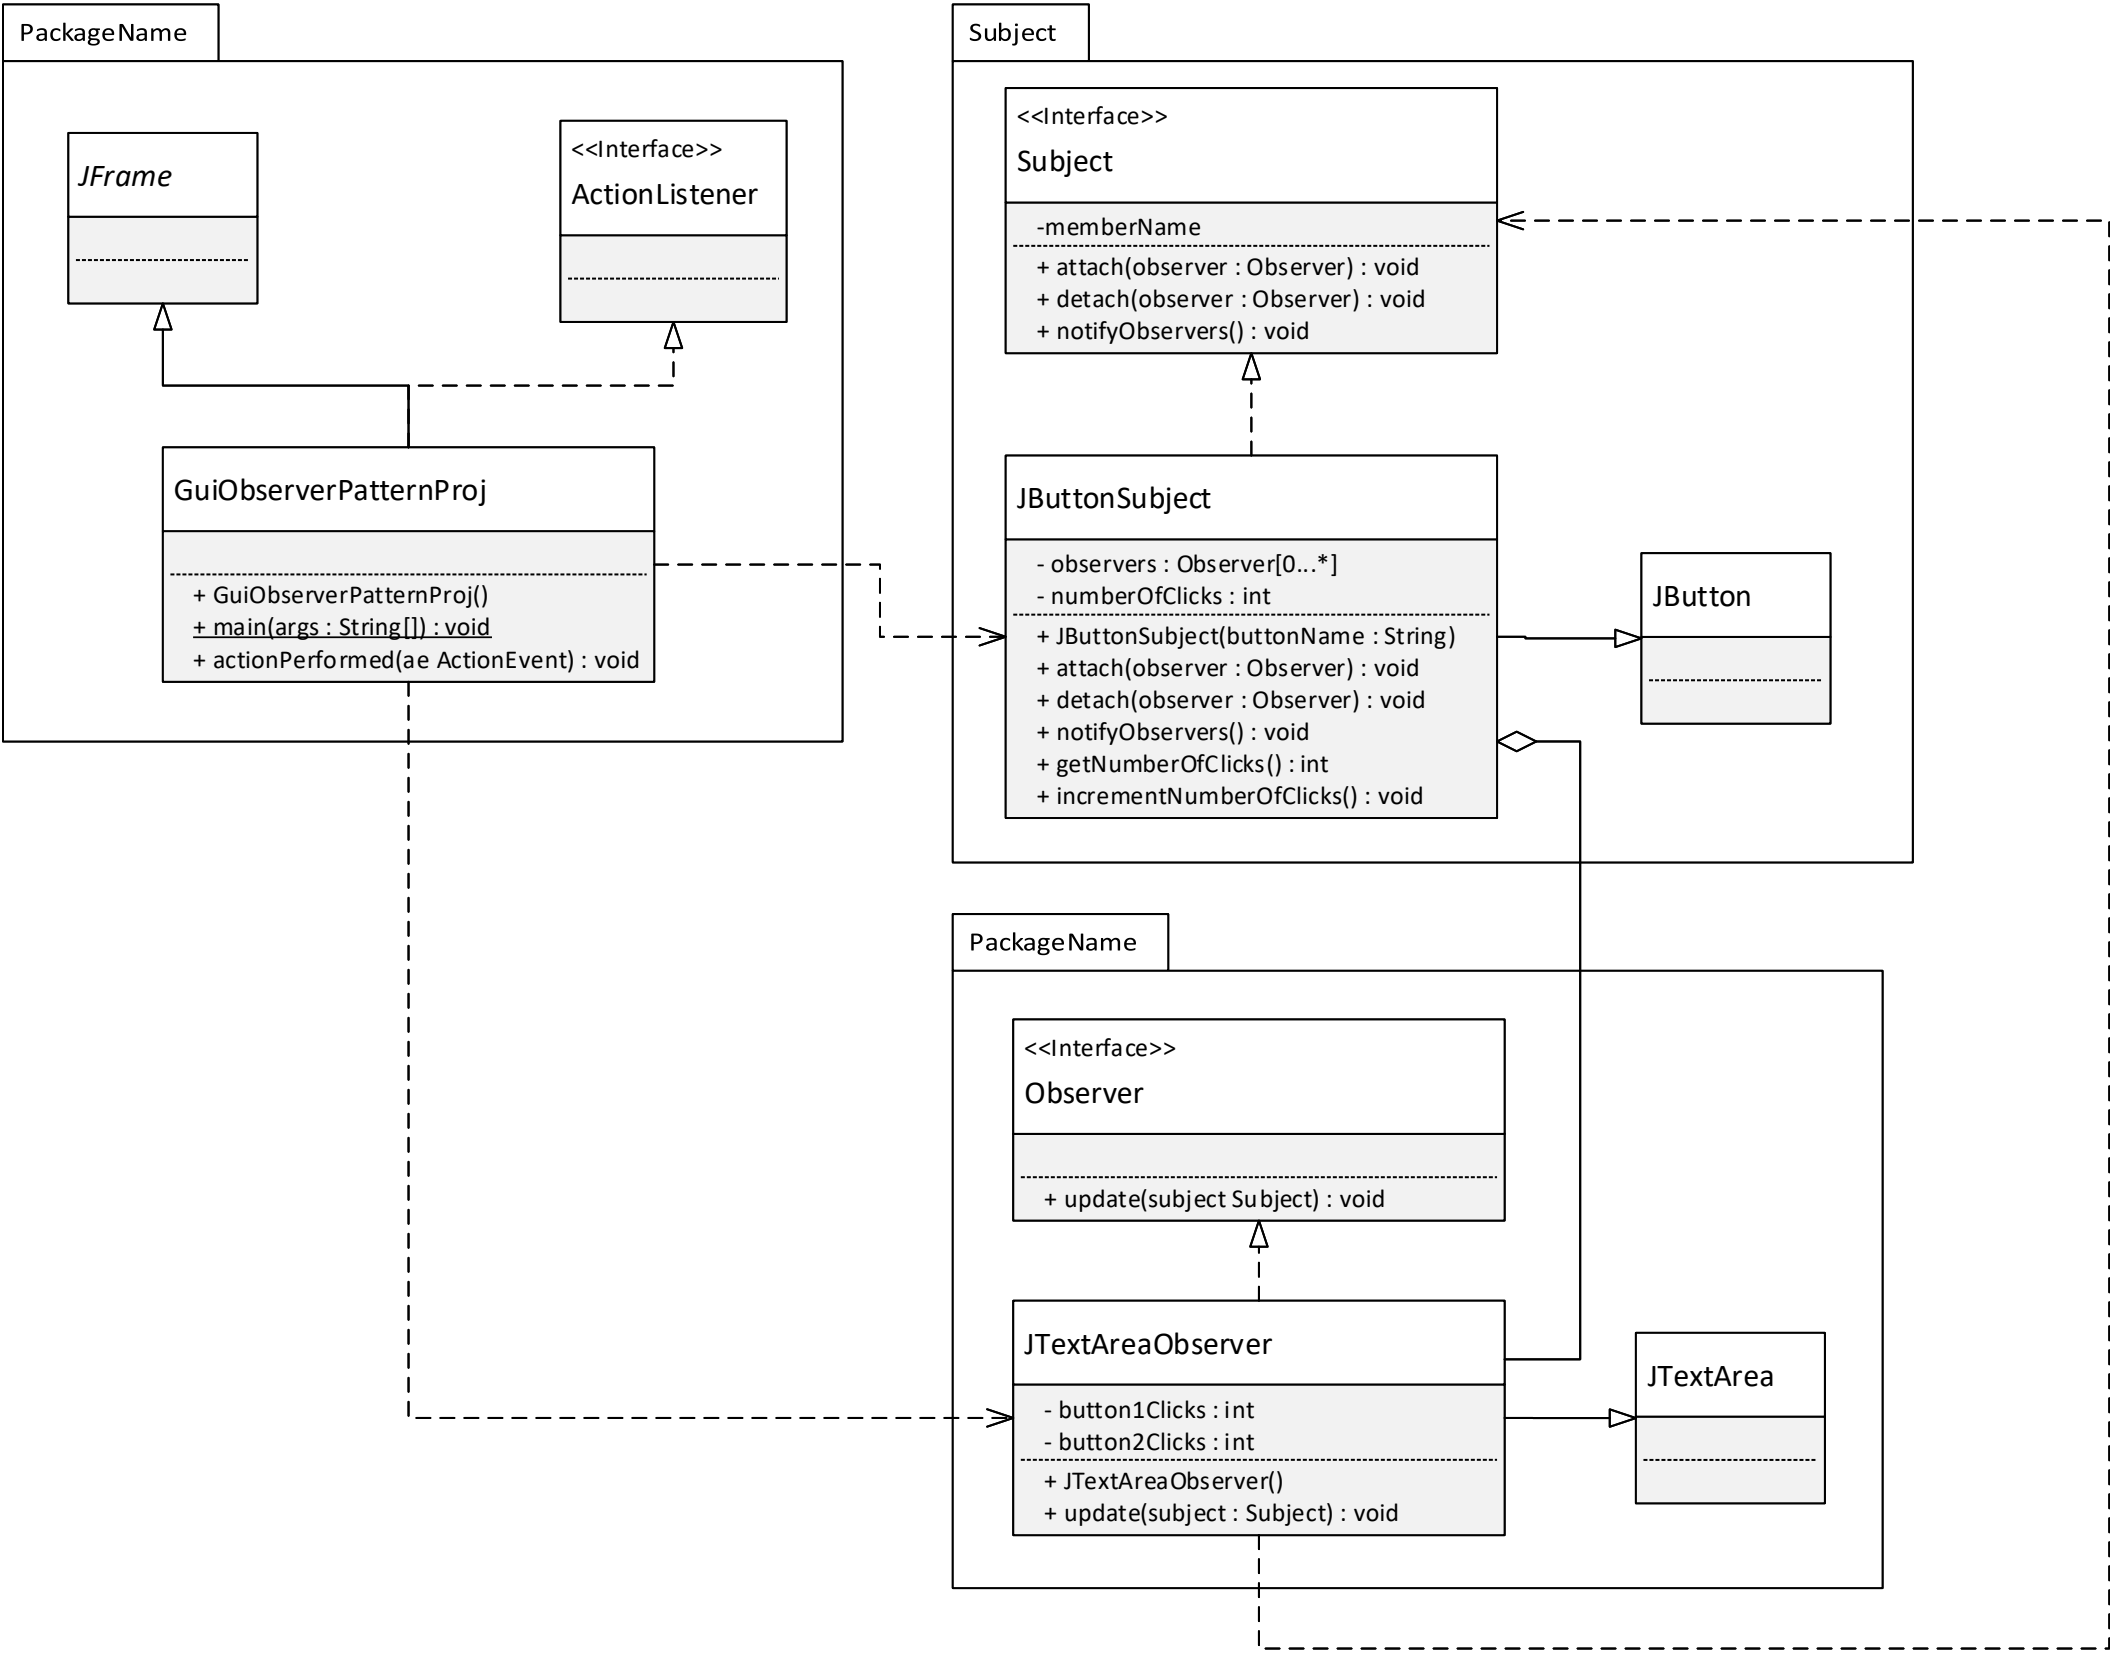 PackageName
JFrame
<<Interface>>
ActionListener
GuiObserverPatternProj
+ GuiObserverPatternProj()
+ main(args : String[]) : void
+ actionPerformed(ae ActionEvent) : void
Subject
<<Interface>>
Subject
-memberName
+ attach(observer : Observer) : void
+ detach(observer : Observer) : void
+ notifyObservers() : void
JButtonSubject
- observers : Observer[0...*]
- numberOfClicks : int
+ JButtonSubject(buttonName : String)
+ attach(observer : Observer) : void
+ detach(observer : Observer) : void
+ notifyObservers() : void
+ getNumberOfClicks() : int
+ incrementNumberOfClicks() : void
JButton
PackageName
<<Interface>>
Observer
+ update(subject Subject) : void
JTextAreaObserver
- button1Clicks : int
- button2Clicks : int
+ JTextAreaObserver()
+ update(subject : Subject) : void
JTextArea